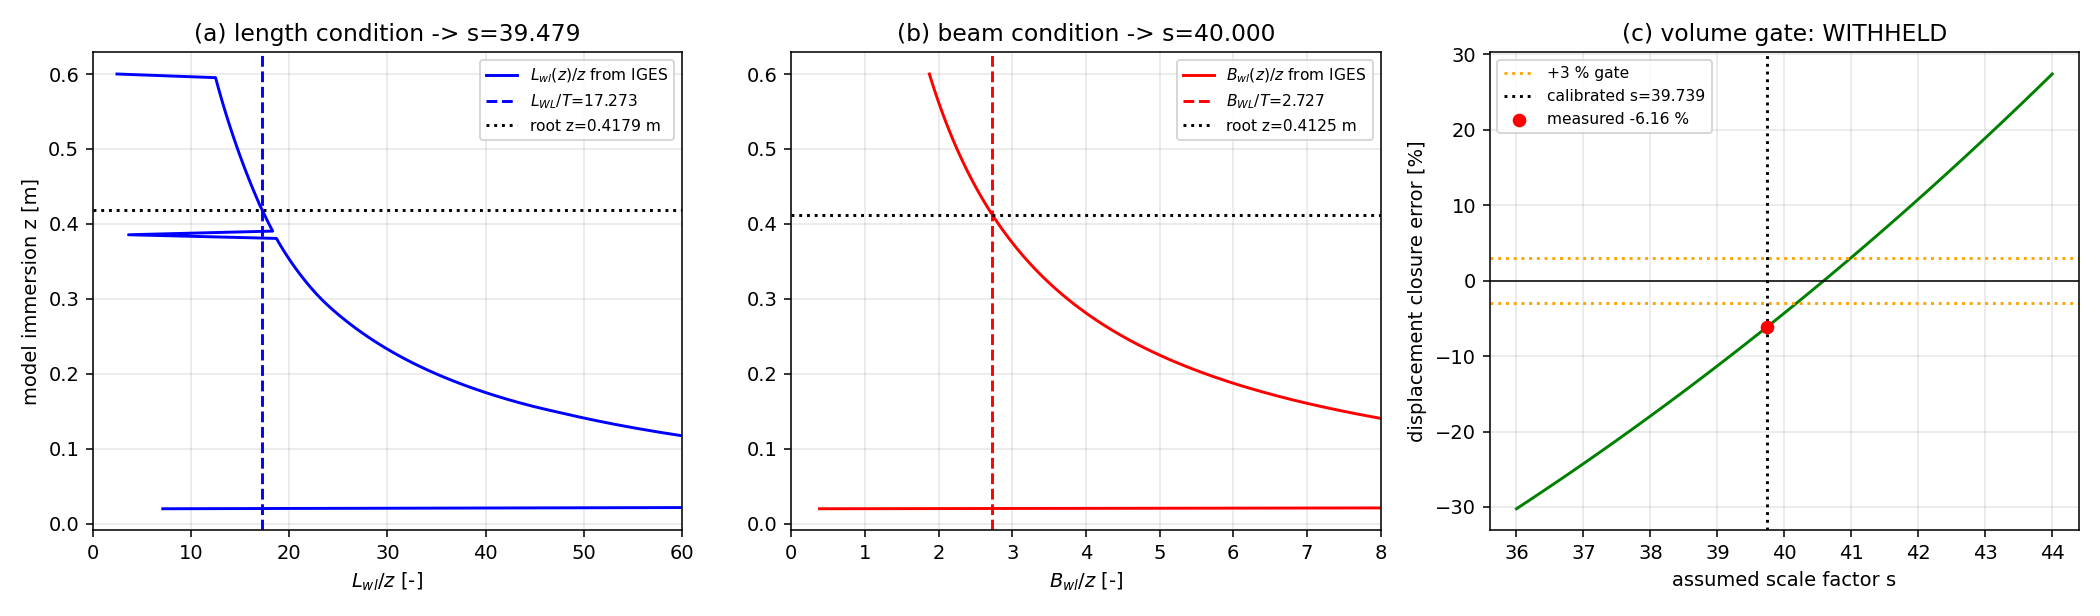 (a) length condition -> s=39.479
L_wl(z)/z from IGES
L_WL/T=17.273
root z=0.4179 m
model immersion z [m]
0.6
0.5
0.4
0.3
0.2
0.1
0.0
0 10 20 30 40 50 60
L_wl/z [-]
(b) beam condition -> s=40.000
B_wl(z)/z from IGES
B_WL/T=2.727
root z=0.4125 m
0.6
0.5
0.4
0.3
0.2
0.1
0.0
0 1 2 3 4 5 6 7 8
B_wl/z [-]
(c) volume gate: WITHHELD
+3 % gate
calibrated s=39.739
measured -6.16 %
displacement closure error [%]
30
20
10
0
−10
−20
−30
36 37 38 39 40 41 42 43 44
assumed scale factor s